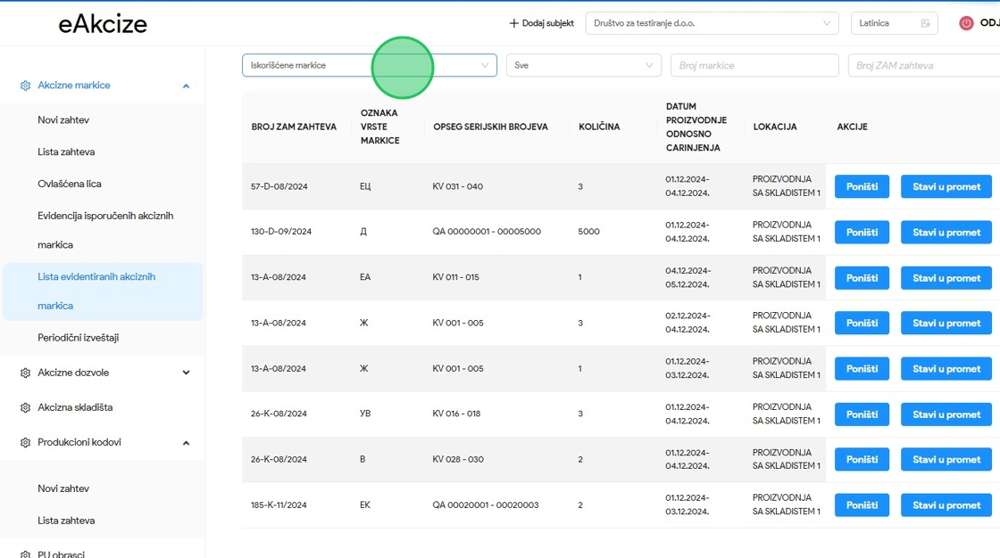 eAkcize
Dodaj subjekt
Društvo za testiranje d.o.o.
Latinica
Akcizne markice
Novi zahtev
Lista zahteva
Ovlašćena lica
Evidencija isporučenih akciznih
markica
Lista evidentiranih akciznih
markica
Periodični izveštaji
Akcizne dozvole
Akcizna skladišta
Produkcioni kodovi
Novi zahtev
Lista zahteva
PU obrasci
Iskorišćene markice
Sve
Broj markice
Broj ZAM zahteva
BROJ ZAM ZAHTEVA
OZNAKA
VRSTE
MARKICE
OPSEG SERIJSKIH BROJEVA
KOLIČINA
DATUM
PROIZVODNJE
ODNOSNO
CARINJENJA
LOKACIJA
AKCIJE
57-D-08/2024 ЕЦ KV 031 - 040 3 01.12.2024-
04.12.2024. PROIZVODNJA
SA SKLADISTEM 1 Poništi Stavi u promet
130-D-09/2024 Д QA 00000001 - 00005000 5000 01.12.2024-
04.12.2024. PROIZVODNJA
SA SKLADISTEM 1 Poništi Stavi u promet
13-A-08/2024 ЕА KV 011 - 015 1 04.12.2024-
05.12.2024. PROIZVODNJA
SA SKLADISTEM 1 Poništi Stavi u promet
13-A-08/2024 Ж KV 001 - 005 3 02.12.2024-
04.12.2024. PROIZVODNJA
SA SKLADISTEM 1 Poništi Stavi u promet
13-A-08/2024 Ж KV 001 - 005 1 01.12.2024-
03.12.2024. PROIZVODNJA
SA SKLADISTEM 1 Poništi Stavi u promet
26-K-08/2024 УВ KV 016 - 018 3 01.12.2024-
04.12.2024. PROIZVODNJA
SA SKLADISTEM 1 Poništi Stavi u promet
26-K-08/2024 В KV 028 - 030 2 01.12.2024-
04.12.2024. PROIZVODNJA
SA SKLADISTEM 1 Poništi Stavi u promet
185-K-11/2024 ЕК QA 00020001 - 00020003 2 01.12.2024-
03.12.2024. PROIZVODNJA
SA SKLADISTEM 1 Poništi Stavi u promet